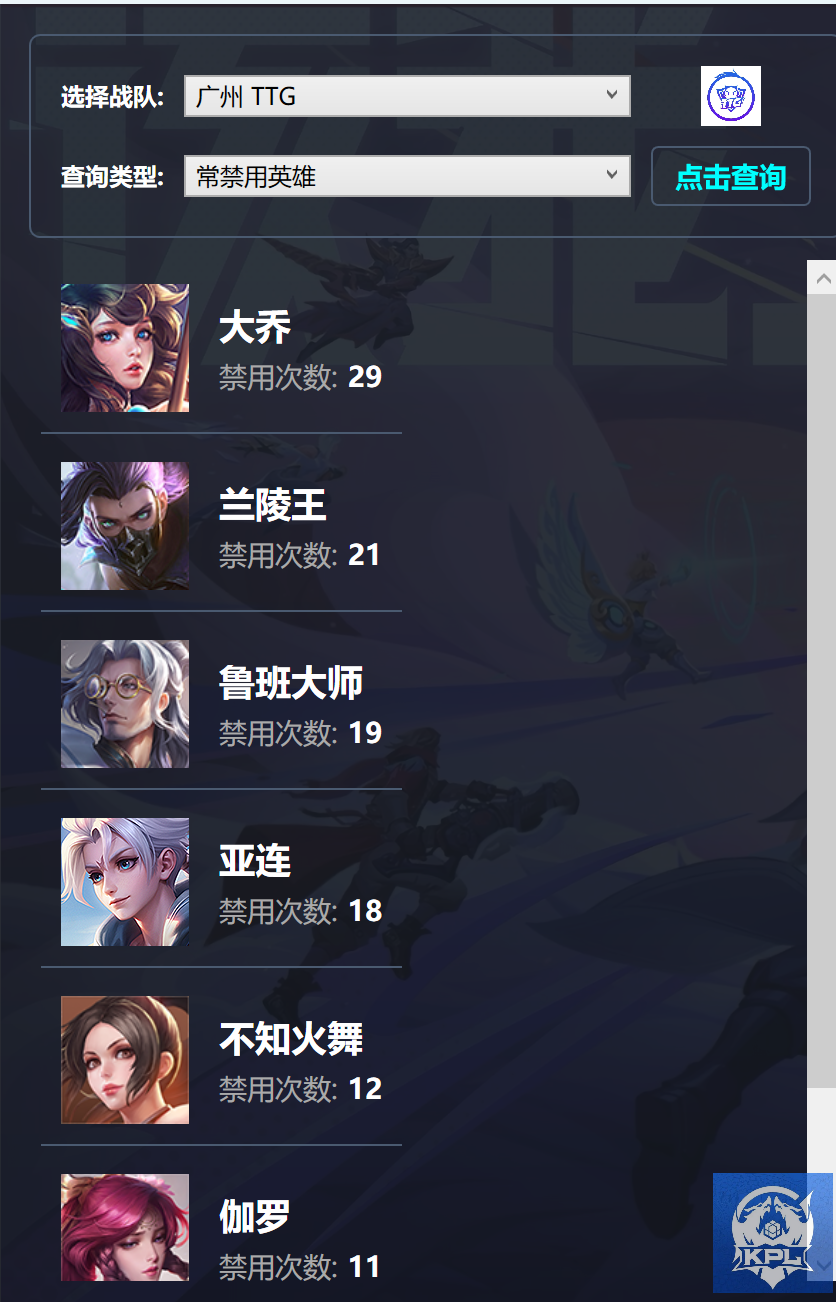 选择战队: 广州 TTG
TTG
查询类型: 常禁用英雄
点击查询
大乔
禁用次数: 29
兰陵王
禁用次数: 21
鲁班大师
禁用次数: 19
亚连
禁用次数: 18
不知火舞
禁用次数: 12
伽罗
禁用次数: 11
KPL